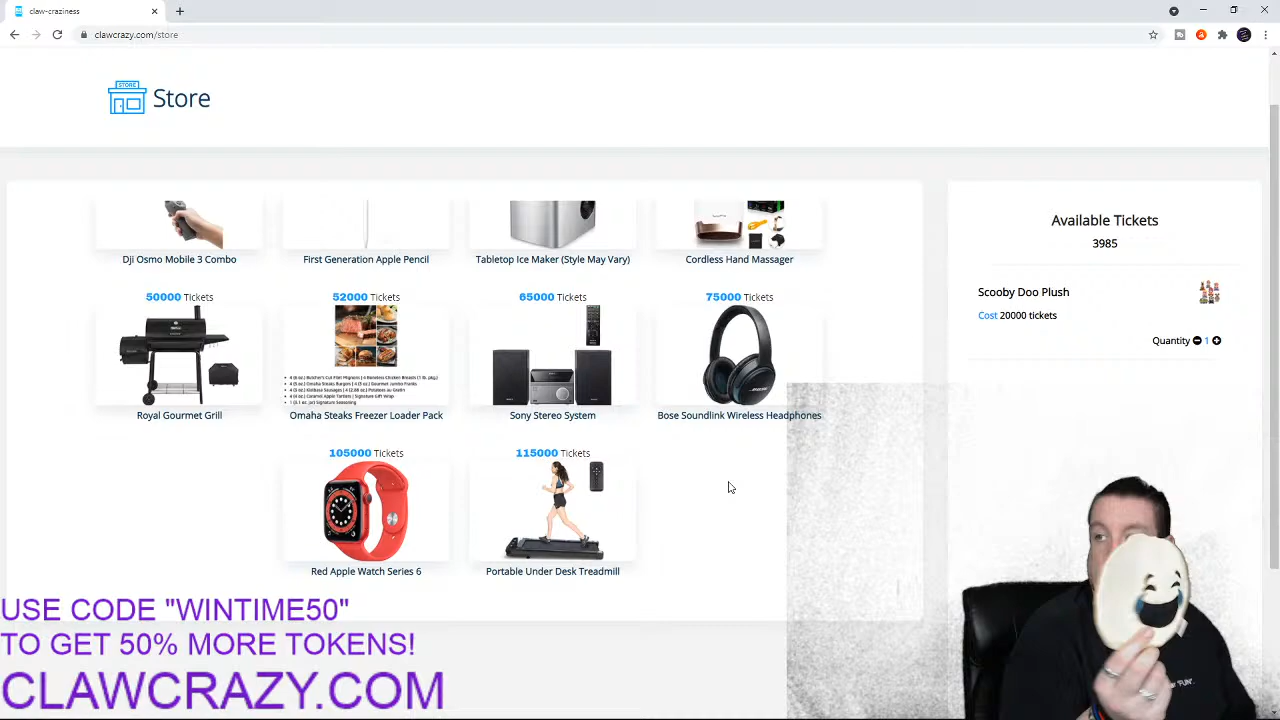 claw-craziness
clawcrazy.com/store
STORE
Store
Dji Osmo Mobile 3 Combo
First Generation Apple Pencil
Tabletop Ice Maker (Style May Vary)
Cordless Hand Massager
50000 Tickets
52000 Tickets
65000 Tickets
75000 Tickets
Royal Gourmet Grill
Omaha Steaks Freezer Loader Pack
Sony Stereo System
Bose Soundlink Wireless Headphones
105000 Tickets
115000 Tickets
Red Apple Watch Series 6
Portable Under Desk Treadmill
Available Tickets
3985
Scooby Doo Plush
Cost 20000 tickets
Quantity 1
USE CODE "WINTIME50"
TO GET 50% MORE TOKENS!
CLAWCRAZY.COM
BOSE